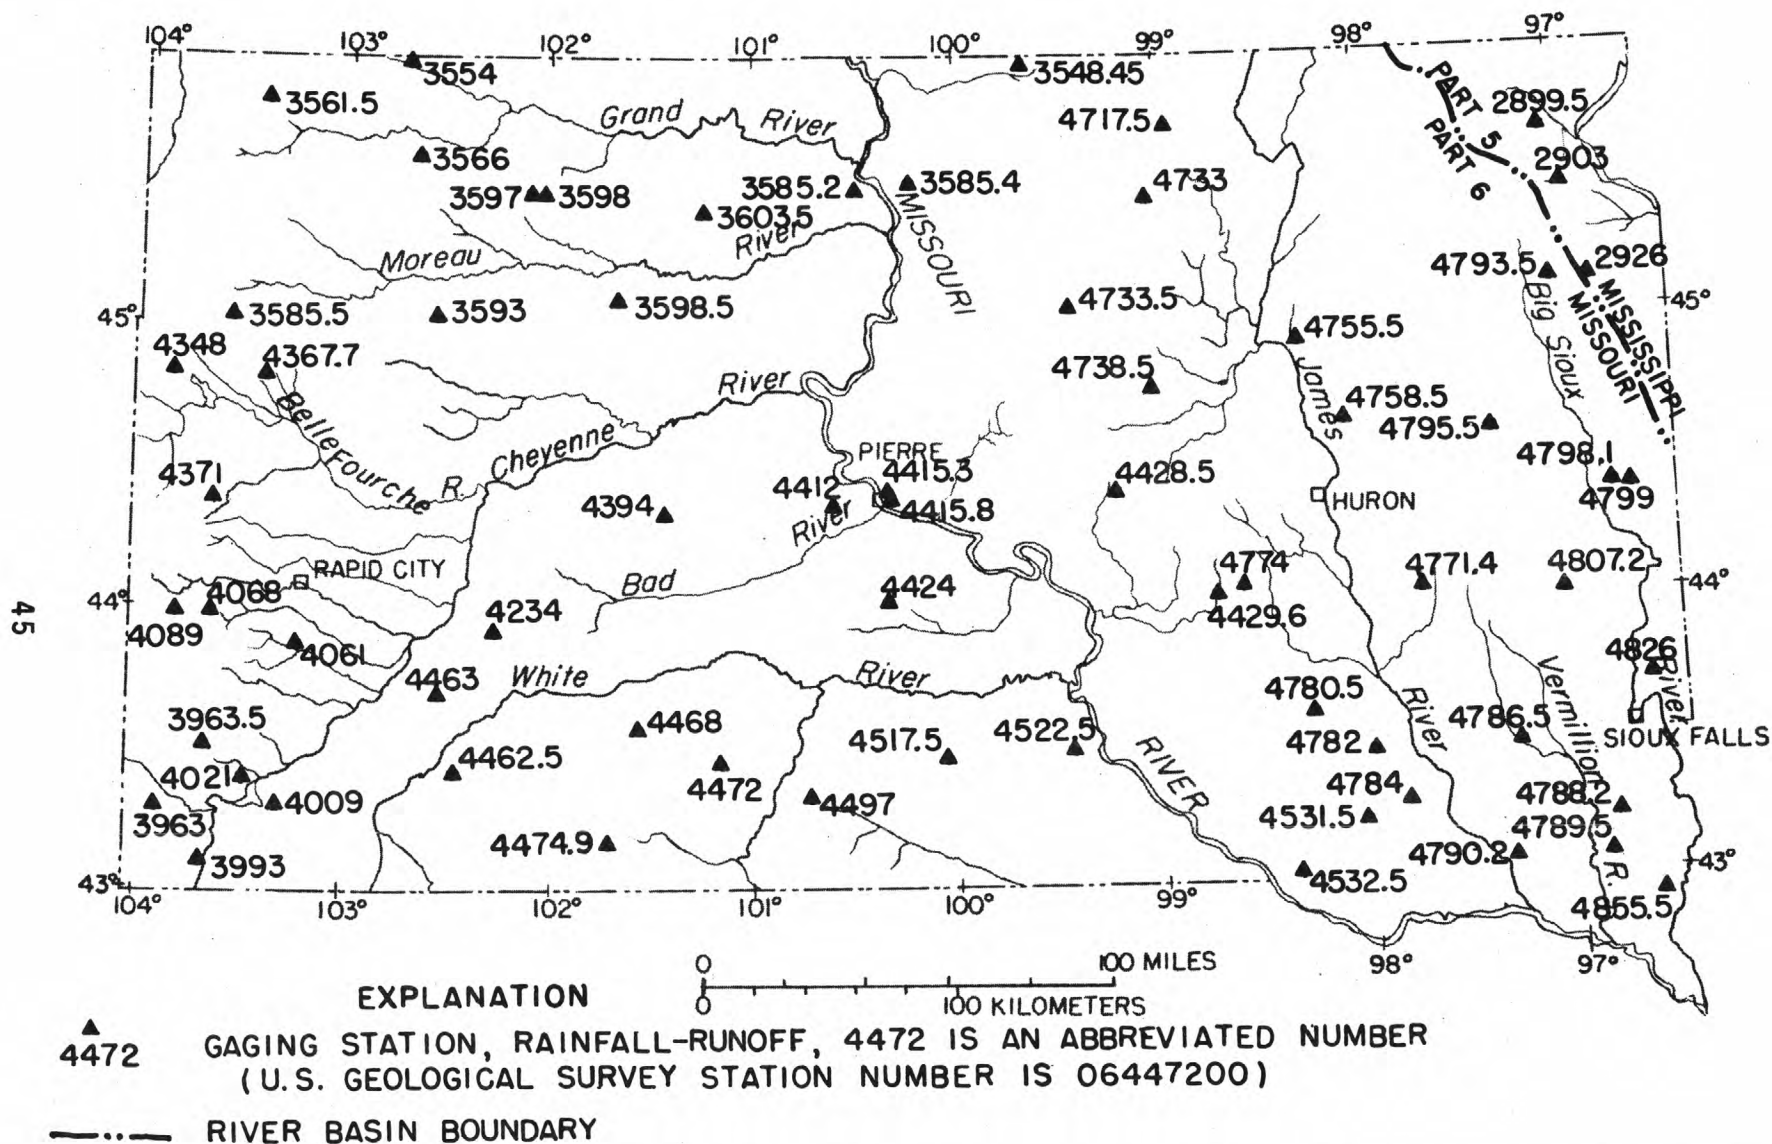 104° 103° 102° 101° 100° 99° 98° 97°
3554
3561.5
3548.45
4717.5
Grand River
PART 5
PART 6
2899.5
2903
3566
3597 3598
3585.2
3585.4
4733
3603.5
MISSOURI
Moreau River
4793.5
2926
45° 3585.5
3593
3598.5
4733.5
45°
MISSISSIPPI
MISSOURI
Big Sioux
4755.5
4348
4367.7
River
4738.5
James
4758.5
4795.5
Belle Fourche R.
Cheyenne
PIERRE
4371
4415.3
4412
4415.8
4394
River
4428.5
HURON
4798.1
4799
Bad
RAPID CITY
4774
4771.4
4807.2
44°
44°
4068
4089
4234
4424
4429.6
4061
4826
River
45
4463
White River
Vermillion
3963.5
4468
4517.5
4522.5
4780.5
River
4786.5
SIOUX FALLS
4021
4462.5
4472
RIVER
4782
4009
4497
4784
4788.2
3963
4531.5
4789.5
4474.9
4790.2
R.
3993
4532.5
43°
43°
4855.5
104° 103° 102° 101° 100° 99° 98° 97°
0 100 MILES
0 100 KILOMETERS
EXPLANATION
4472 GAGING STATION, RAINFALL-RUNOFF, 4472 IS AN ABBREVIATED NUMBER
(U.S. GEOLOGICAL SURVEY STATION NUMBER IS 06447200)
RIVER BASIN BOUNDARY